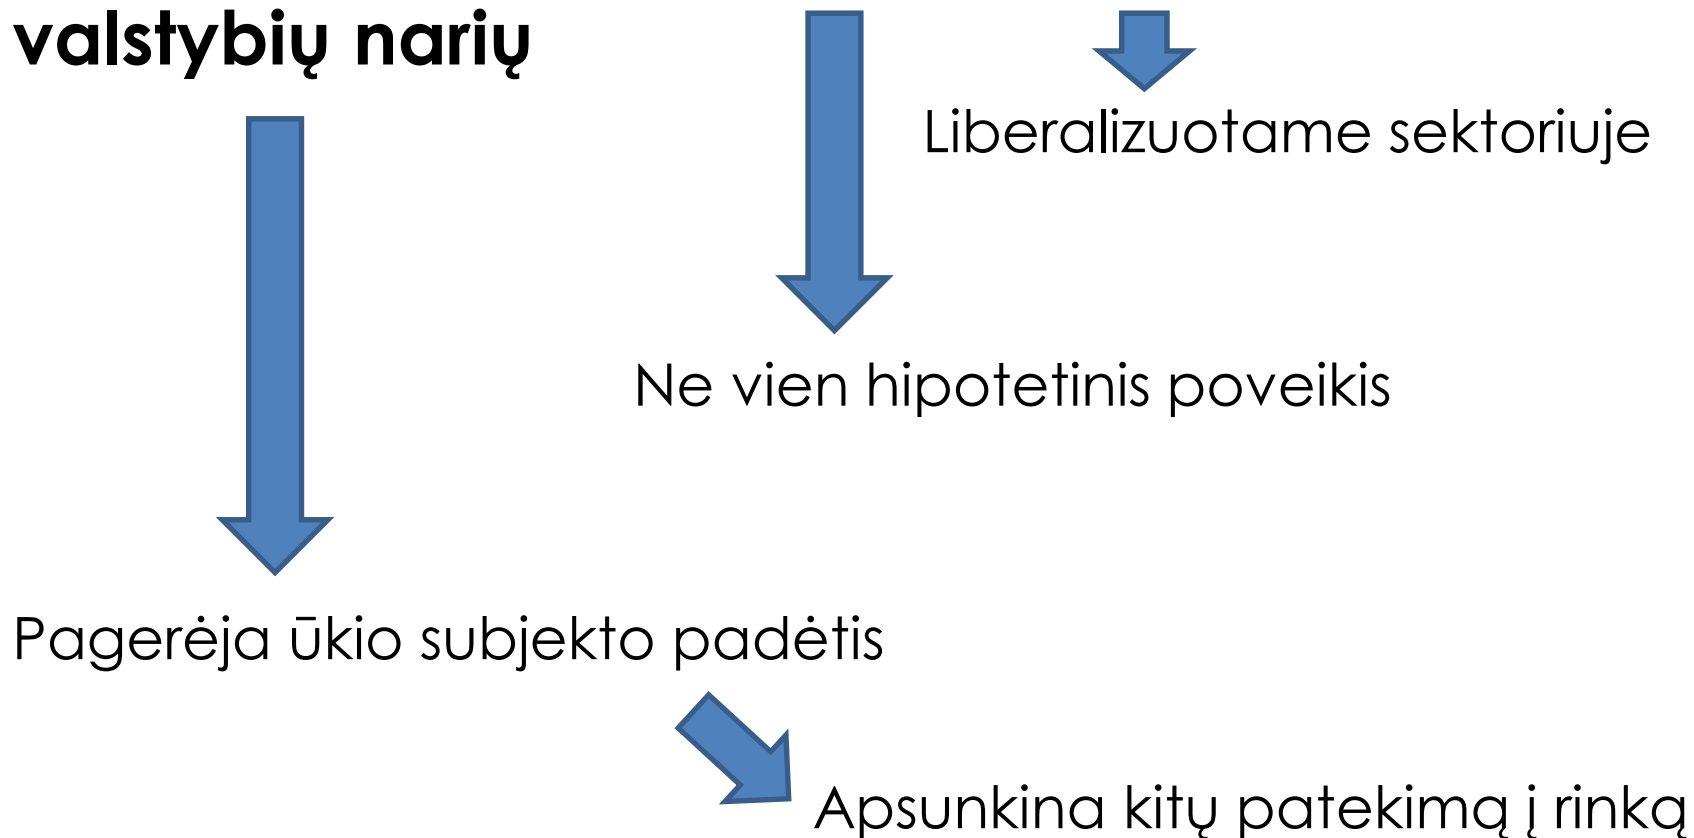 valstybių narių
Liberalizuotame sektoriuje
Ne vien hipotetinis poveikis
Pagerėja ūkio subjekto padėtis
Apsunkina kitų patekimą į rinką